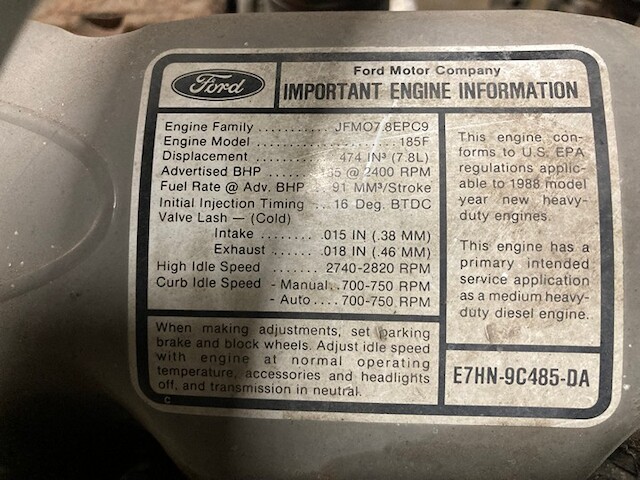 Ford
Ford Motor Company
IMPORTANT ENGINE INFORMATION
Engine Family .......... JFM07.8EPC9
Engine Model .......... 185F
Displacement ..... 474 IN³ (7.8L)
Advertised BHP ... @ 2400 RPM
Fuel Rate @ Adv. BHP .. 91 MM³/Stroke
Initial Injection Timing ... 16 Deg. BTDC
Valve Lash — (Cold)
Intake ....... .015 IN (.38 MM)
Exhaust ....... .018 IN (.46 MM)
High Idle Speed ....... 2740-2820 RPM
Curb Idle Speed - Manual..700-750 RPM
- Auto....700-750 RPM
When making adjustments, set parking
brake and block wheels. Adjust idle speed
with engine at normal operating
temperature, accessories and headlights
off, and transmission in neutral.
C
This engine con-
forms to U.S. EPA
regulations applic-
able to 1988 model
year new heavy-
duty engines.
This engine has a
primary intended
service application
as a medium heavy-
duty diesel engine.
E7HN-9C485-DA